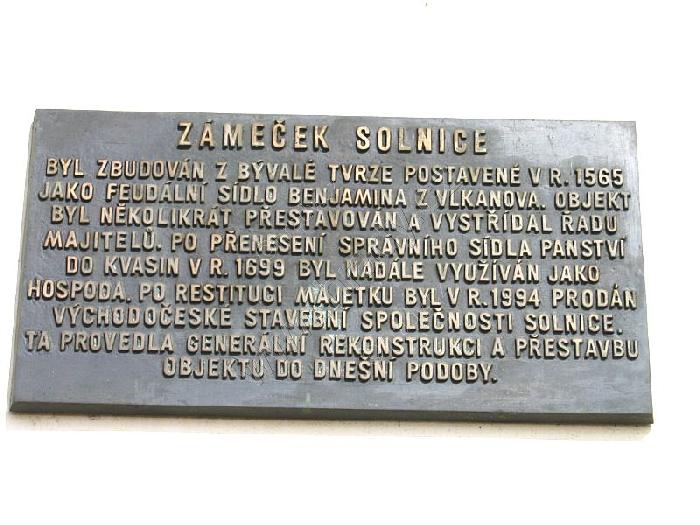 ZÁMEČEK SOLNICE
BYL ZBUDOVÁN Z BÝVALÉ TVRZE POSTAVENÉ V R. 1565
JAKO FEUDÁLNÍ SÍDLO BENJAMINA Z VLKANOVA. OBJEKT
BYL NĚKOLIKRÁT PŘESTAVOVÁN A VYSTŘÍDAL ŘADU
MAJITELŮ. PO PŘENESENÍ SPRÁVNÍHO SÍDLA PANSTVÍ
DO KVASIN V R. 1699 BYL NADÁLE VYUŽÍVÁN JAKO
HOSPODA. PO RESTITUCI MAJETKU BYL V R. 1994 PRODÁN
VÝCHODOČESKÉ STAVEBNÍ SPOLEČNOSTI SOLNICE.
TA PROVEDLA GENERÁLNÍ REKONSTRUKCI A PŘESTAVBU
OBJEKTU DO DNEŠNÍ PODOBY.